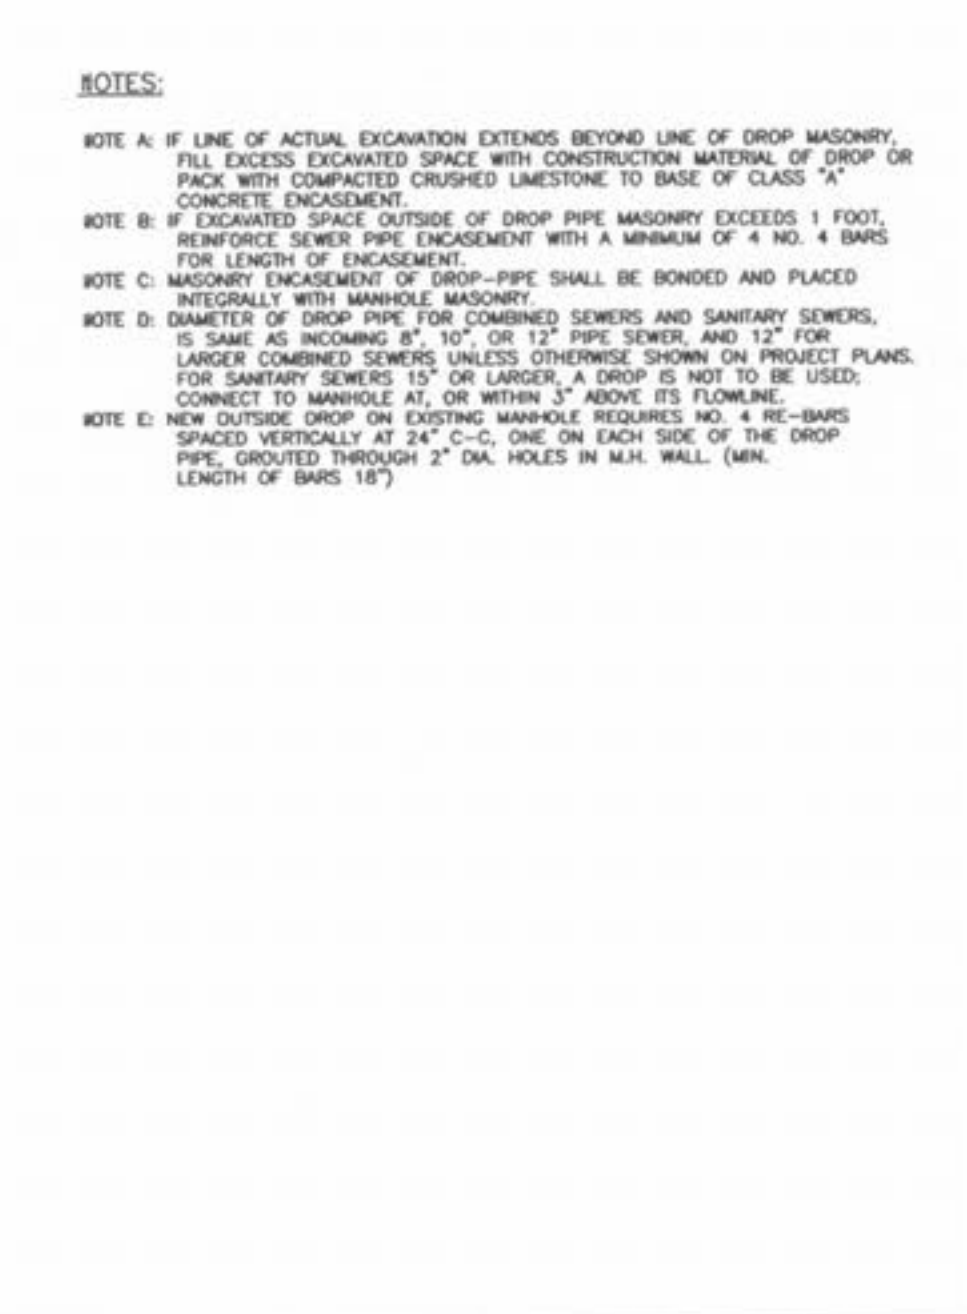 NOTES:
NOTE A: IF LINE OF ACTUAL EXCAVATION EXTENDS BEYOND LINE OF DROP MASONRY,
FILL EXCESS EXCAVATED SPACE WITH CONSTRUCTION MATERIAL OF DROP OR
PACK WITH COMPACTED CRUSHED LIMESTONE TO BASE OF CLASS "A"
CONCRETE ENCASEMENT.
NOTE B: IF EXCAVATED SPACE OUTSIDE OF DROP PIPE MASONRY EXCEEDS 1 FOOT,
REINFORCE SEWER PIPE ENCASEMENT WITH A MINIMUM OF 4 NO. 4 BARS
FOR LENGTH OF ENCASEMENT.
NOTE C: MASONRY ENCASEMENT OF DROP-PIPE SHALL BE BONDED AND PLACED
INTEGRALLY WITH MANHOLE MASONRY.
NOTE D: DIAMETER OF DROP PIPE FOR COMBINED SEWERS AND SANITARY SEWERS,
IS SAME AS INCOMING 8", 10", OR 12" PIPE SEWER, AND 12" FOR
LARGER COMBINED SEWERS UNLESS OTHERWISE SHOWN ON PROJECT PLANS.
FOR SANITARY SEWERS 15" OR LARGER, A DROP IS NOT TO BE USED;
CONNECT TO MANHOLE AT, OR WITHIN 3" ABOVE ITS FLOWLINE.
NOTE E: NEW OUTSIDE DROP ON EXISTING MANHOLE REQUIRES NO. 4 RE-BARS
SPACED VERTICALLY AT 24" C-C, ONE ON EACH SIDE OF THE DROP
PIPE, GROUTED THROUGH 2" DIA. HOLES IN M.H. WALL. (MIN.
LENGTH OF BARS 18")